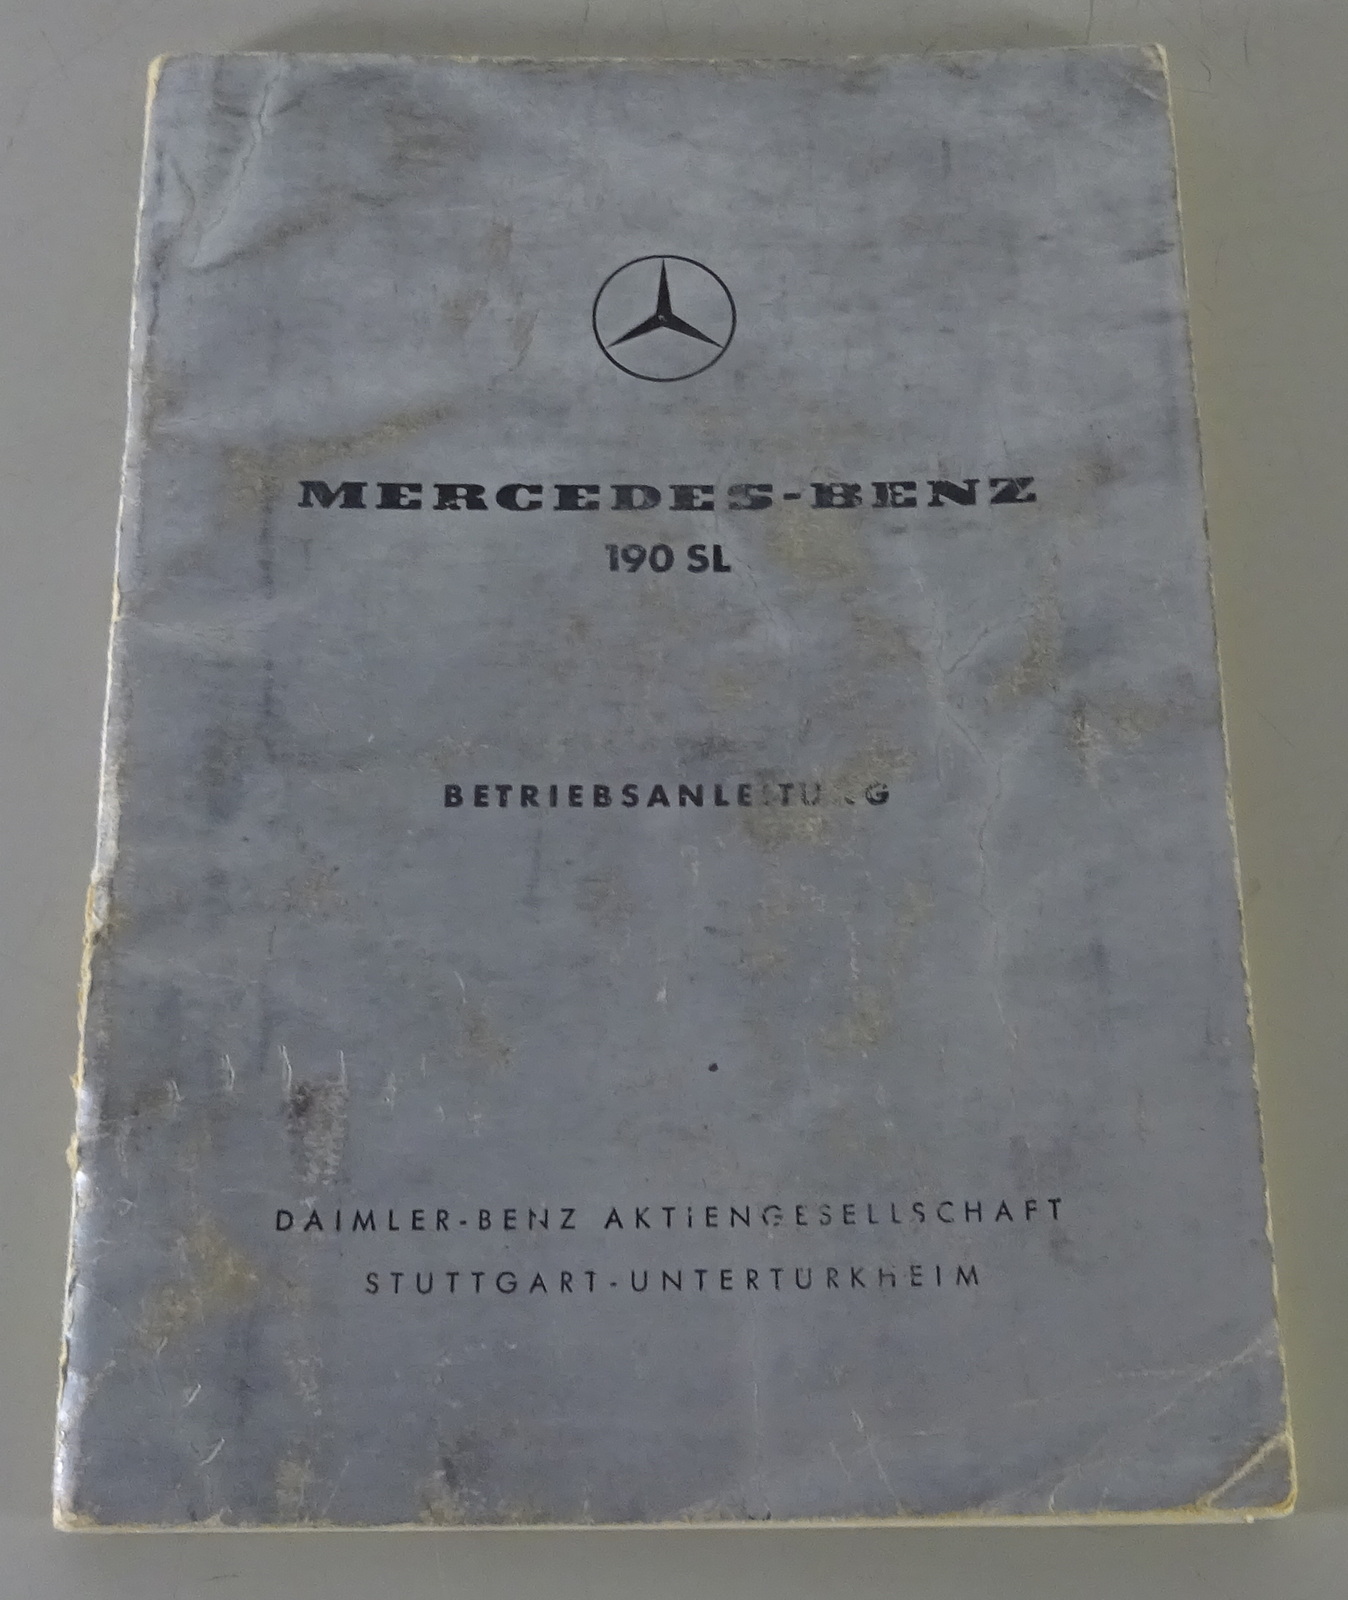 MERCEDES-BENZ
190 SL
BETRIEBSANLEITUNG
DAIMLER-BENZ AKTIENGESELLSCHAFT
STUTTGART-UNTERTÜRKHEIM